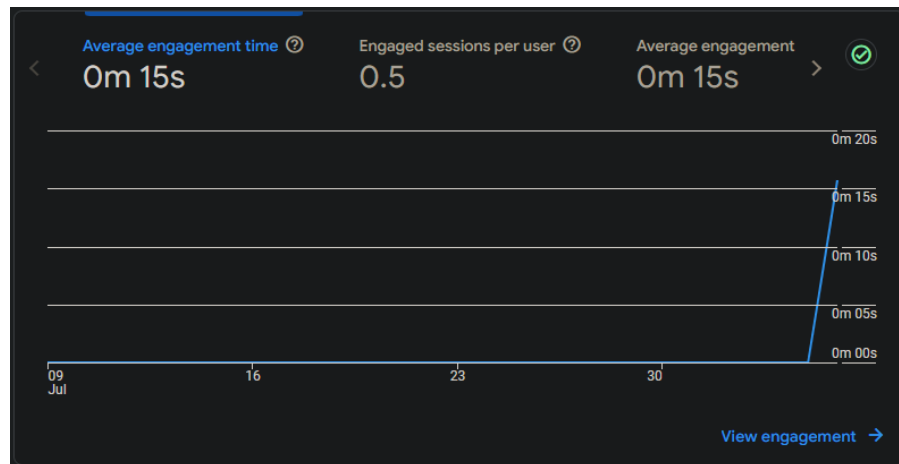 Average engagement time
0m 15s
Engaged sessions per user
0.5
Average engagement
0m 15s
0m 20s
0m 15s
0m 10s
0m 05s
0m 00s
09
Jul
16
23
30
View engagement